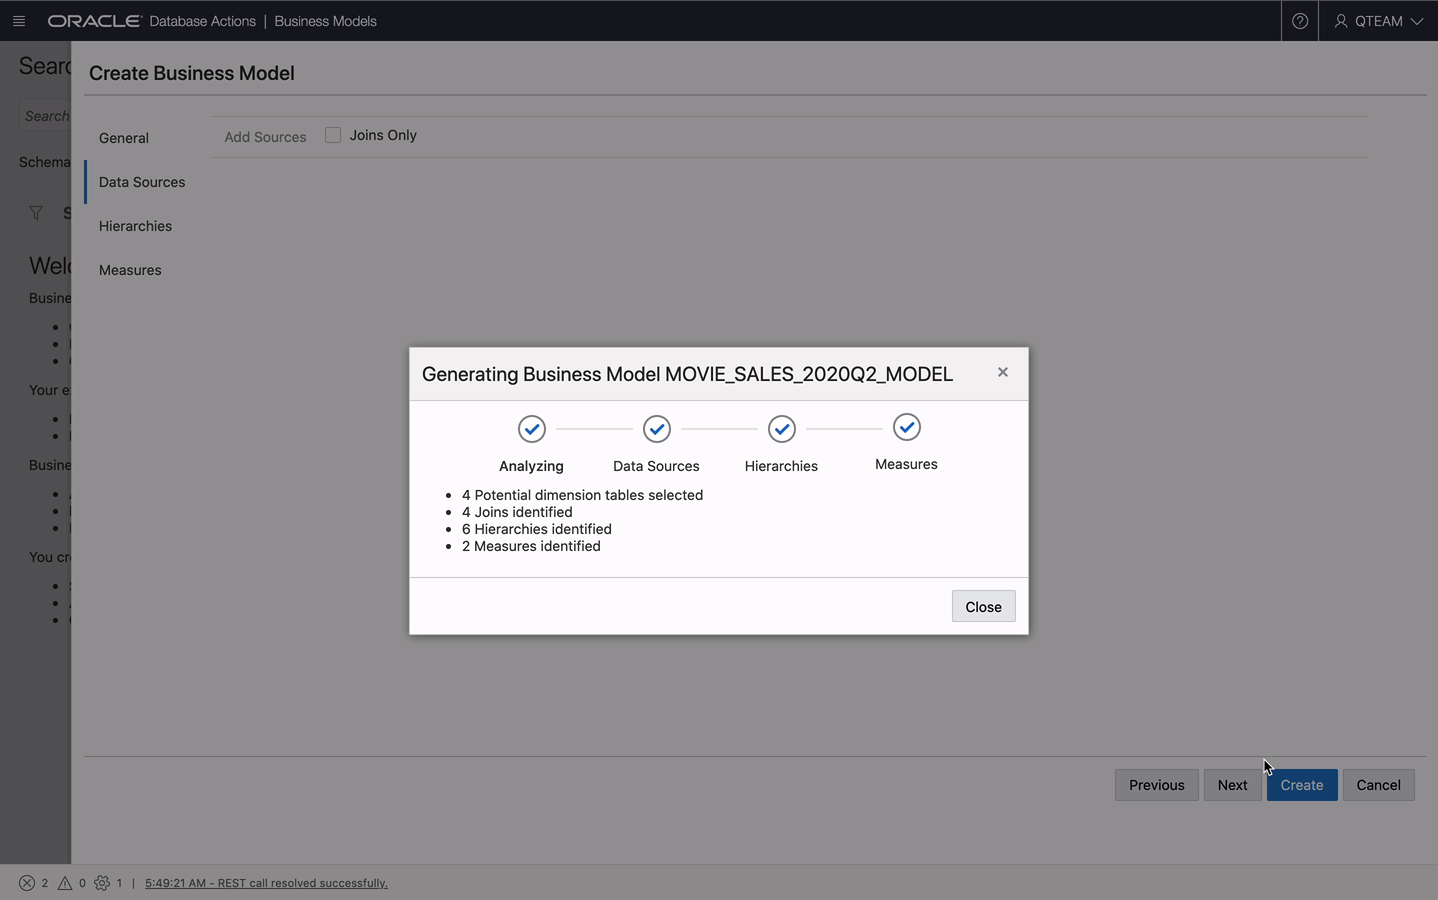 ORACLE Database Actions | Business Models
QTEAM
Create Business Model
Search
Schema
General
Data Sources
Hierarchies
Measures
Add Sources
Joins Only
Busine
Your e
Busine
You cr
Generating Business Model MOVIE_SALES_2020Q2_MODEL
Analyzing
Data Sources
Hierarchies
Measures
• 4 Potential dimension tables selected
• 4 Joins identified
• 6 Hierarchies identified
• 2 Measures identified
Close
Previous
Next
Create
Cancel
2 0 1 | 5:49:21 AM - REST call resolved successfully.